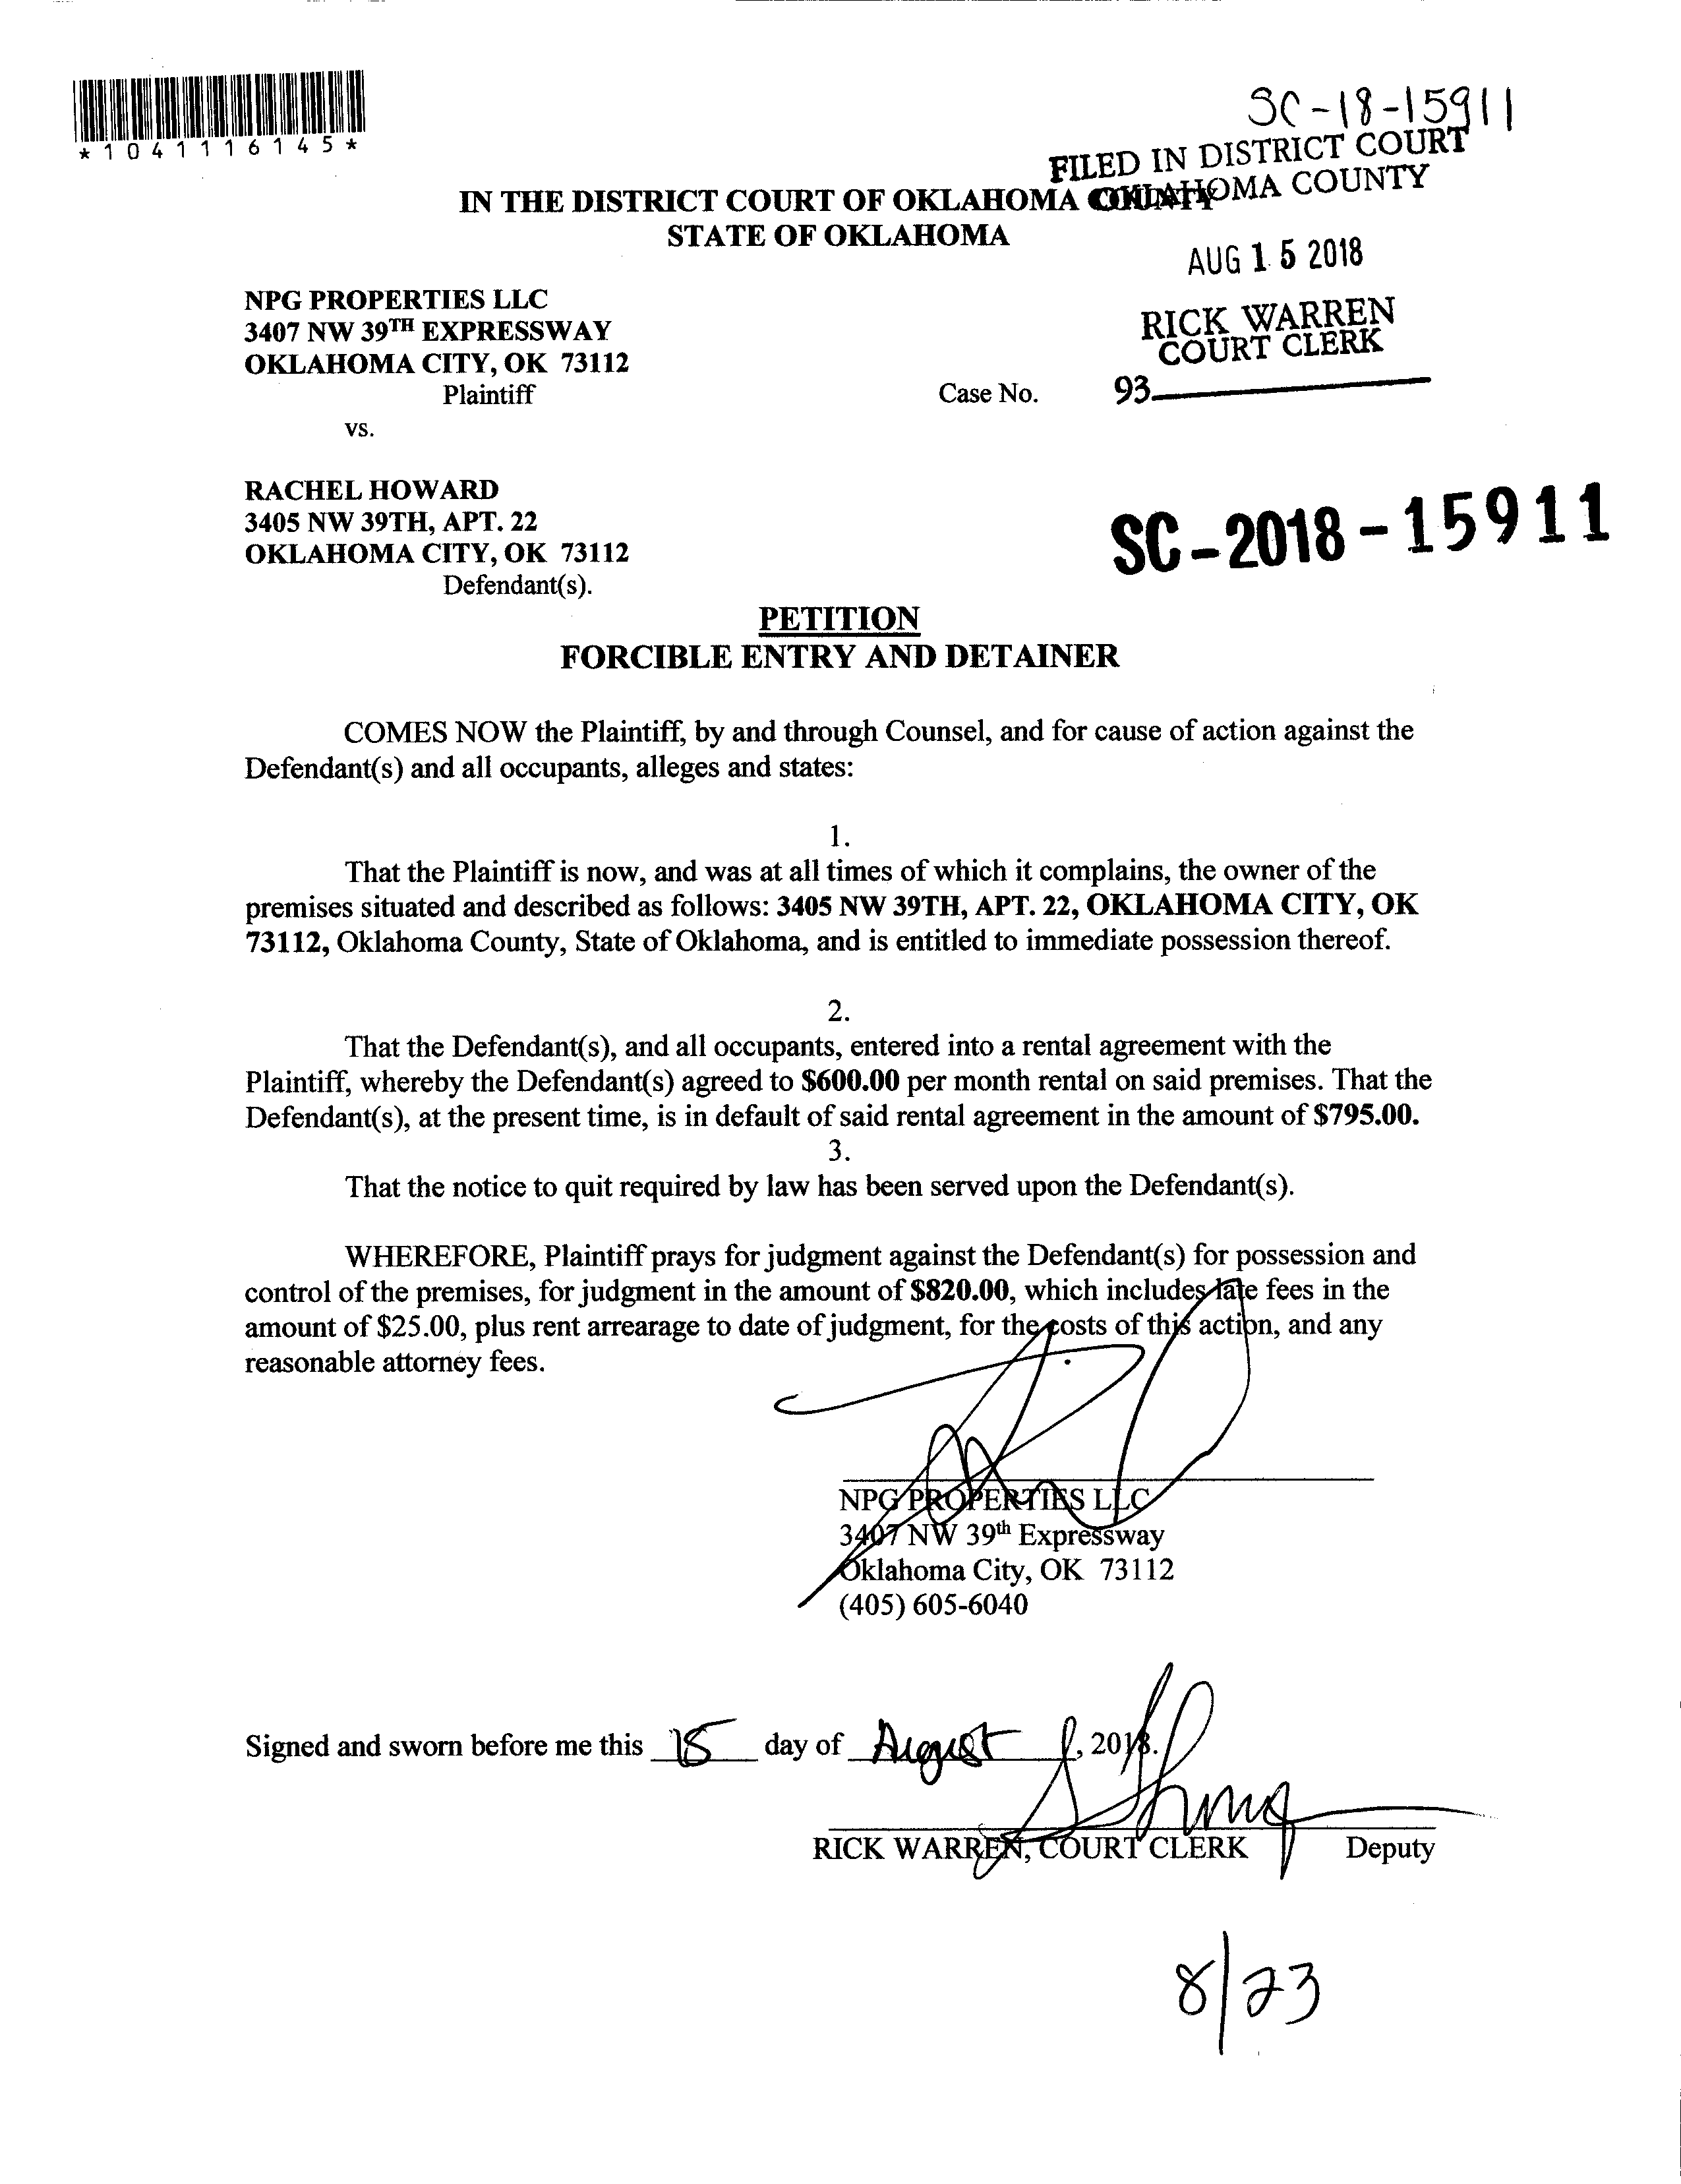 *1041116145*
SC-18-15911
FILED IN DISTRICT COURT
OKLAHOMA COUNTY
IN THE DISTRICT COURT OF OKLAHOMA COUNTY
STATE OF OKLAHOMA
AUG 15 2018
NPG PROPERTIES LLC
3407 NW 39TH EXPRESSWAY
OKLAHOMA CITY, OK 73112
Plaintiff
RICK WARREN
COURT CLERK
Case No.
93
vs.
RACHEL HOWARD
3405 NW 39TH, APT. 22
OKLAHOMA CITY, OK 73112
Defendant(s).
SC-2018-15911
PETITION
FORCIBLE ENTRY AND DETAINER
COMES NOW the Plaintiff, by and through Counsel, and for cause of action against the
Defendant(s) and all occupants, alleges and states:
1.
That the Plaintiff is now, and was at all times of which it complains, the owner of the
premises situated and described as follows: 3405 NW 39TH, APT. 22, OKLAHOMA CITY, OK
73112, Oklahoma County, State of Oklahoma, and is entitled to immediate possession thereof.
2.
That the Defendant(s), and all occupants, entered into a rental agreement with the
Plaintiff, whereby the Defendant(s) agreed to $600.00 per month rental on said premises. That the
Defendant(s), at the present time, is in default of said rental agreement in the amount of $795.00.
3.
That the notice to quit required by law has been served upon the Defendant(s).
WHEREFORE, Plaintiff prays for judgment against the Defendant(s) for possession and
control of the premises, for judgment in the amount of $820.00, which includes late fees in the
amount of $25.00, plus rent arrearage to date of judgment, for the costs of this action, and any
reasonable attorney fees.
NPG PROPERTIES LLC
3407 NW 39th Expressway
Oklahoma City, OK 73112
(405) 605-6040
Signed and sworn before me this 15 day of August, 2018.
RICK WARREN, COURT CLERK Deputy
8/23